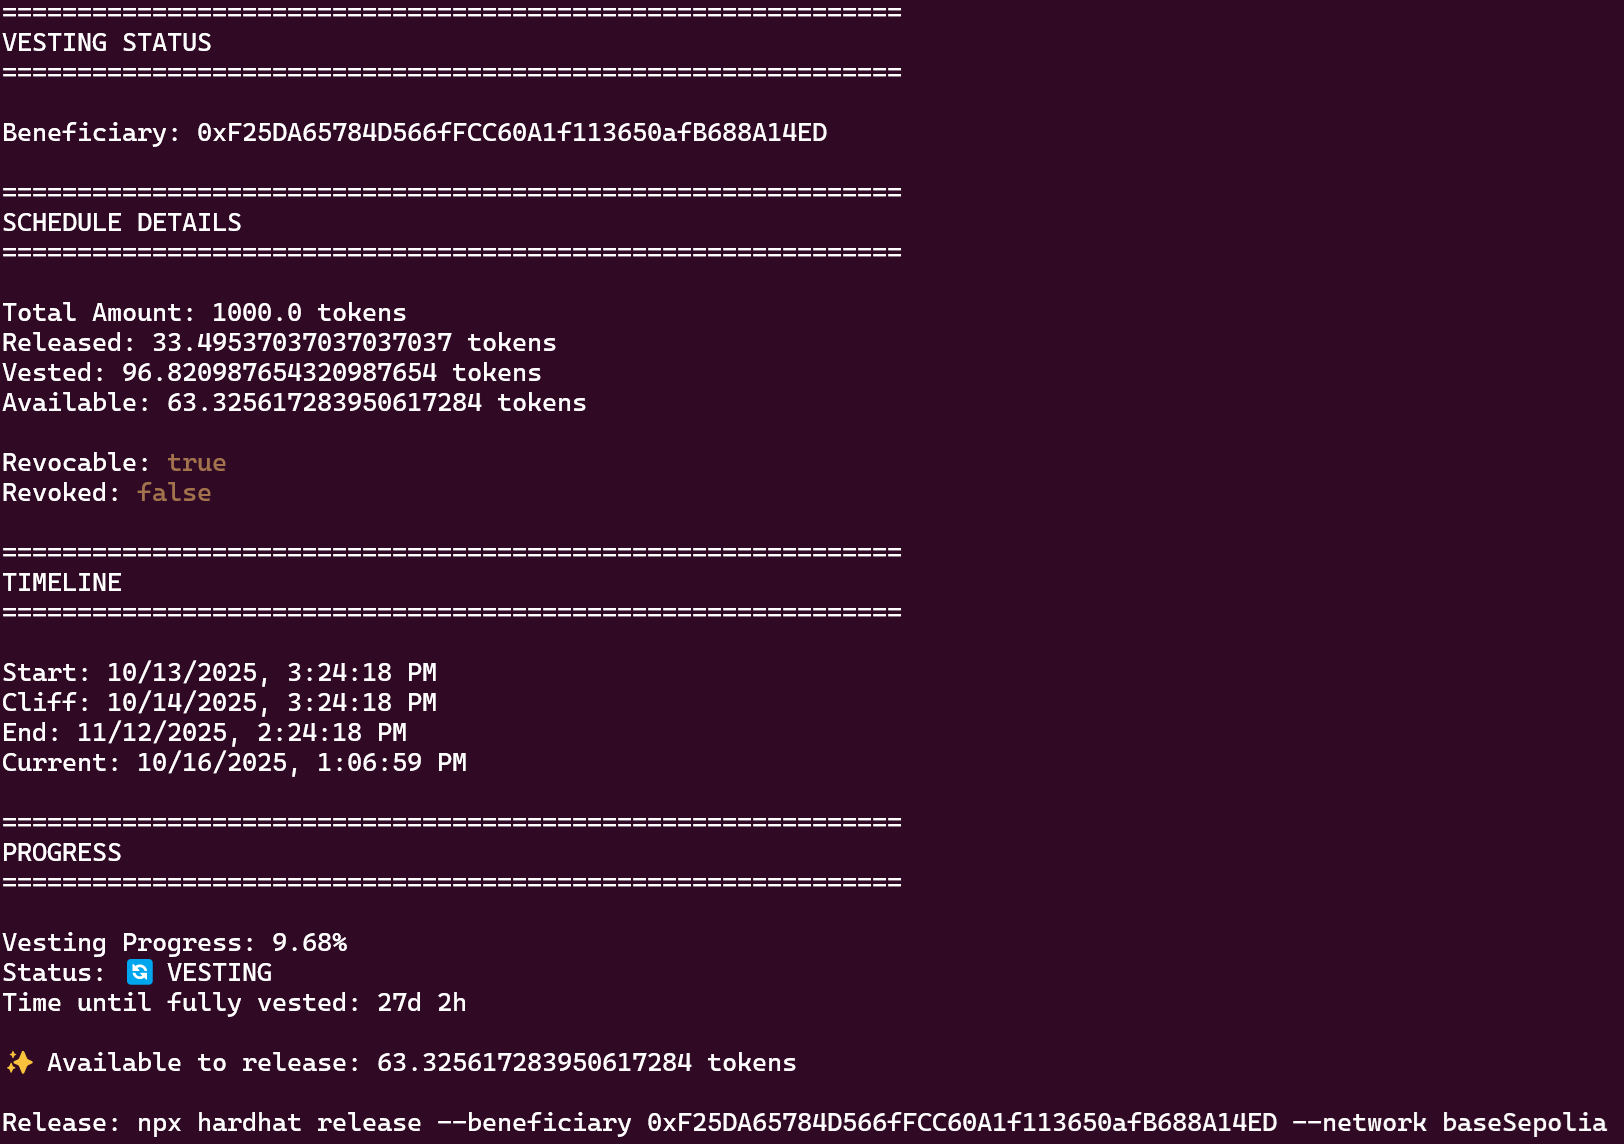 ============================================================
VESTING STATUS
============================================================
Beneficiary: 0xF25DA65784D566fFCC60A1f113650afB688A14ED
============================================================
SCHEDULE DETAILS
============================================================
Total Amount: 1000.0 tokens
Released: 33.49537037037037037 tokens
Vested: 96.820987654320987654 tokens
Available: 63.325617283950617284 tokens
Revocable: true
Revoked: false
============================================================
TIMELINE
============================================================
Start: 10/13/2025, 3:24:18 PM
Cliff: 10/14/2025, 3:24:18 PM
End: 11/12/2025, 2:24:18 PM
Current: 10/16/2025, 1:06:59 PM
============================================================
PROGRESS
============================================================
Vesting Progress: 9.68%
Status: 🔄 VESTING
Time until fully vested: 27d 2h
✨ Available to release: 63.325617283950617284 tokens
Release: npx hardhat release --beneficiary 0xF25DA65784D566fFCC60A1f113650afB688A14ED --network baseSepolia